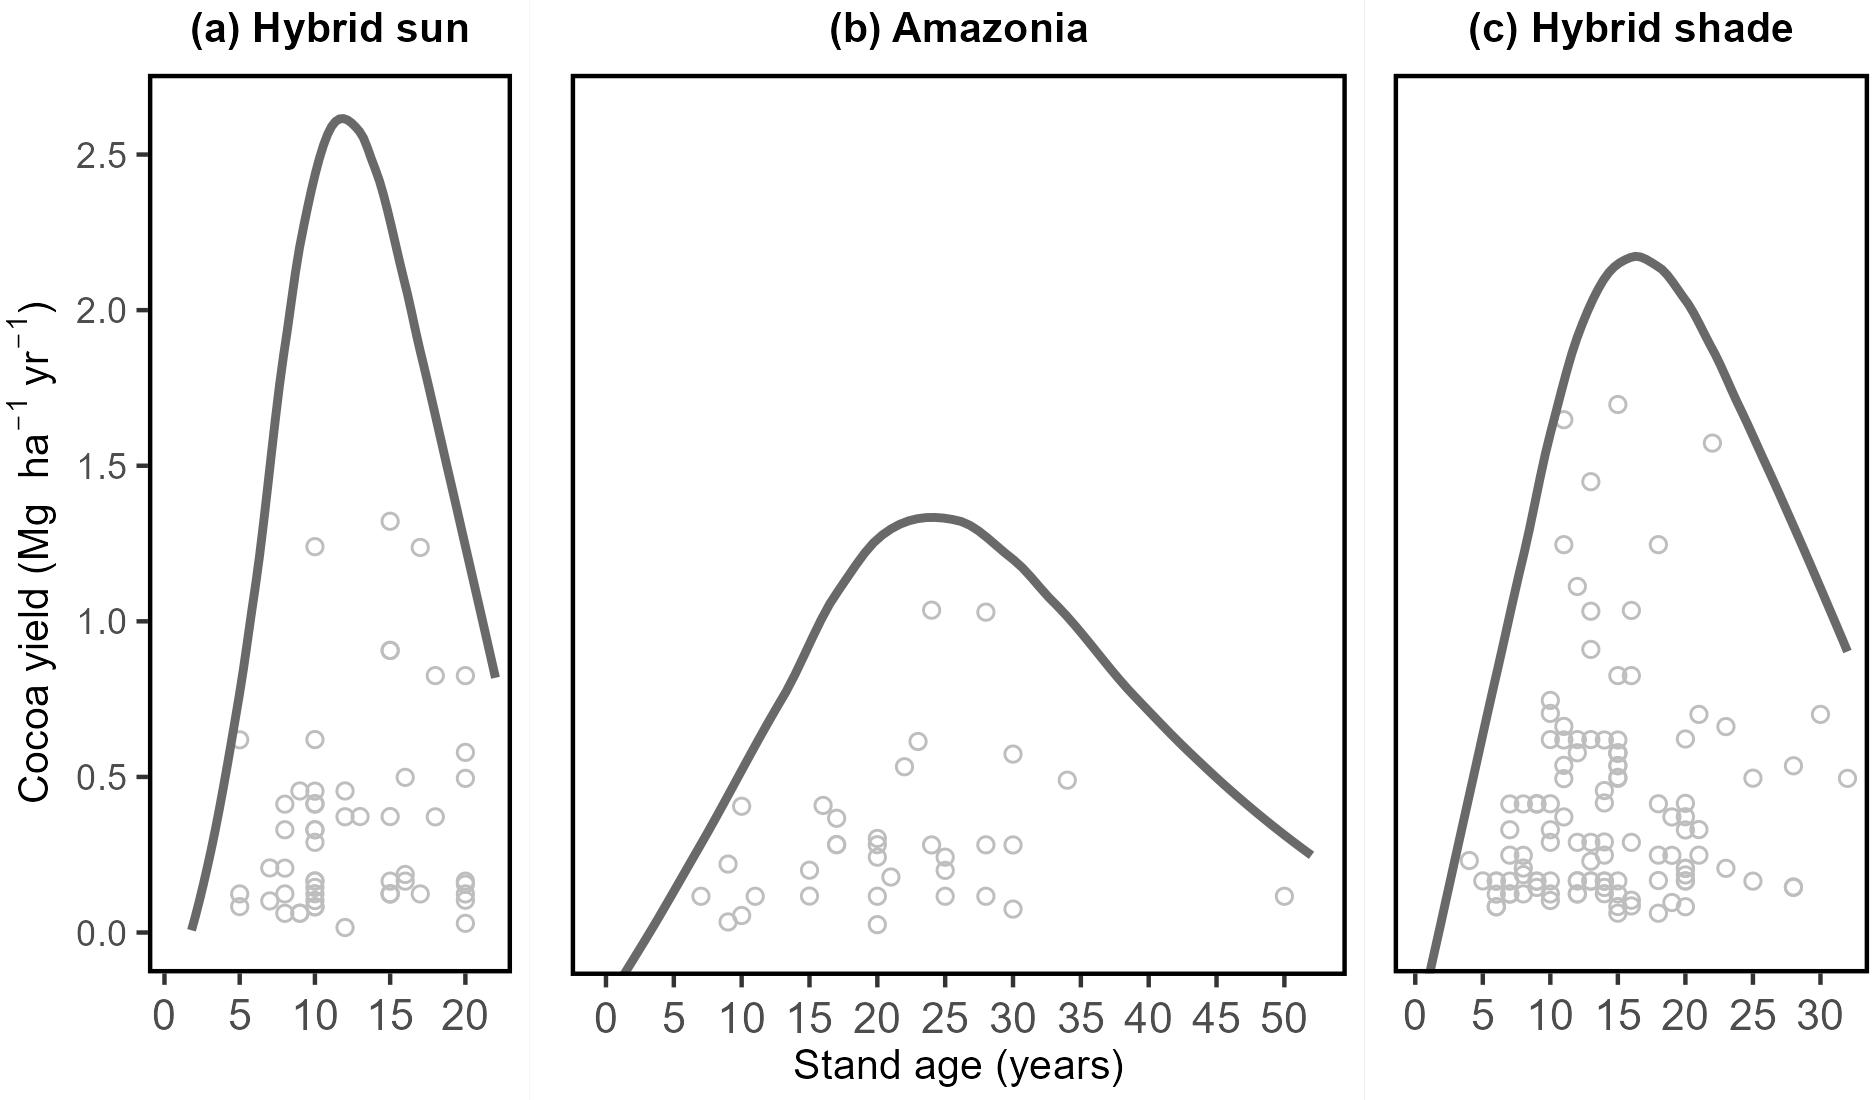 (a) Hybrid sun (b) Amazonia (c) Hybrid shade
Cocoa yield (Mg ha⁻¹ yr⁻¹)
2.5
2.0
1.5
1.0
0.5
0.0
0 5 10 15 20
0 5 10 15 20 25 30 35 40 45 50
0 5 10 15 20 25 30
Stand age (years)